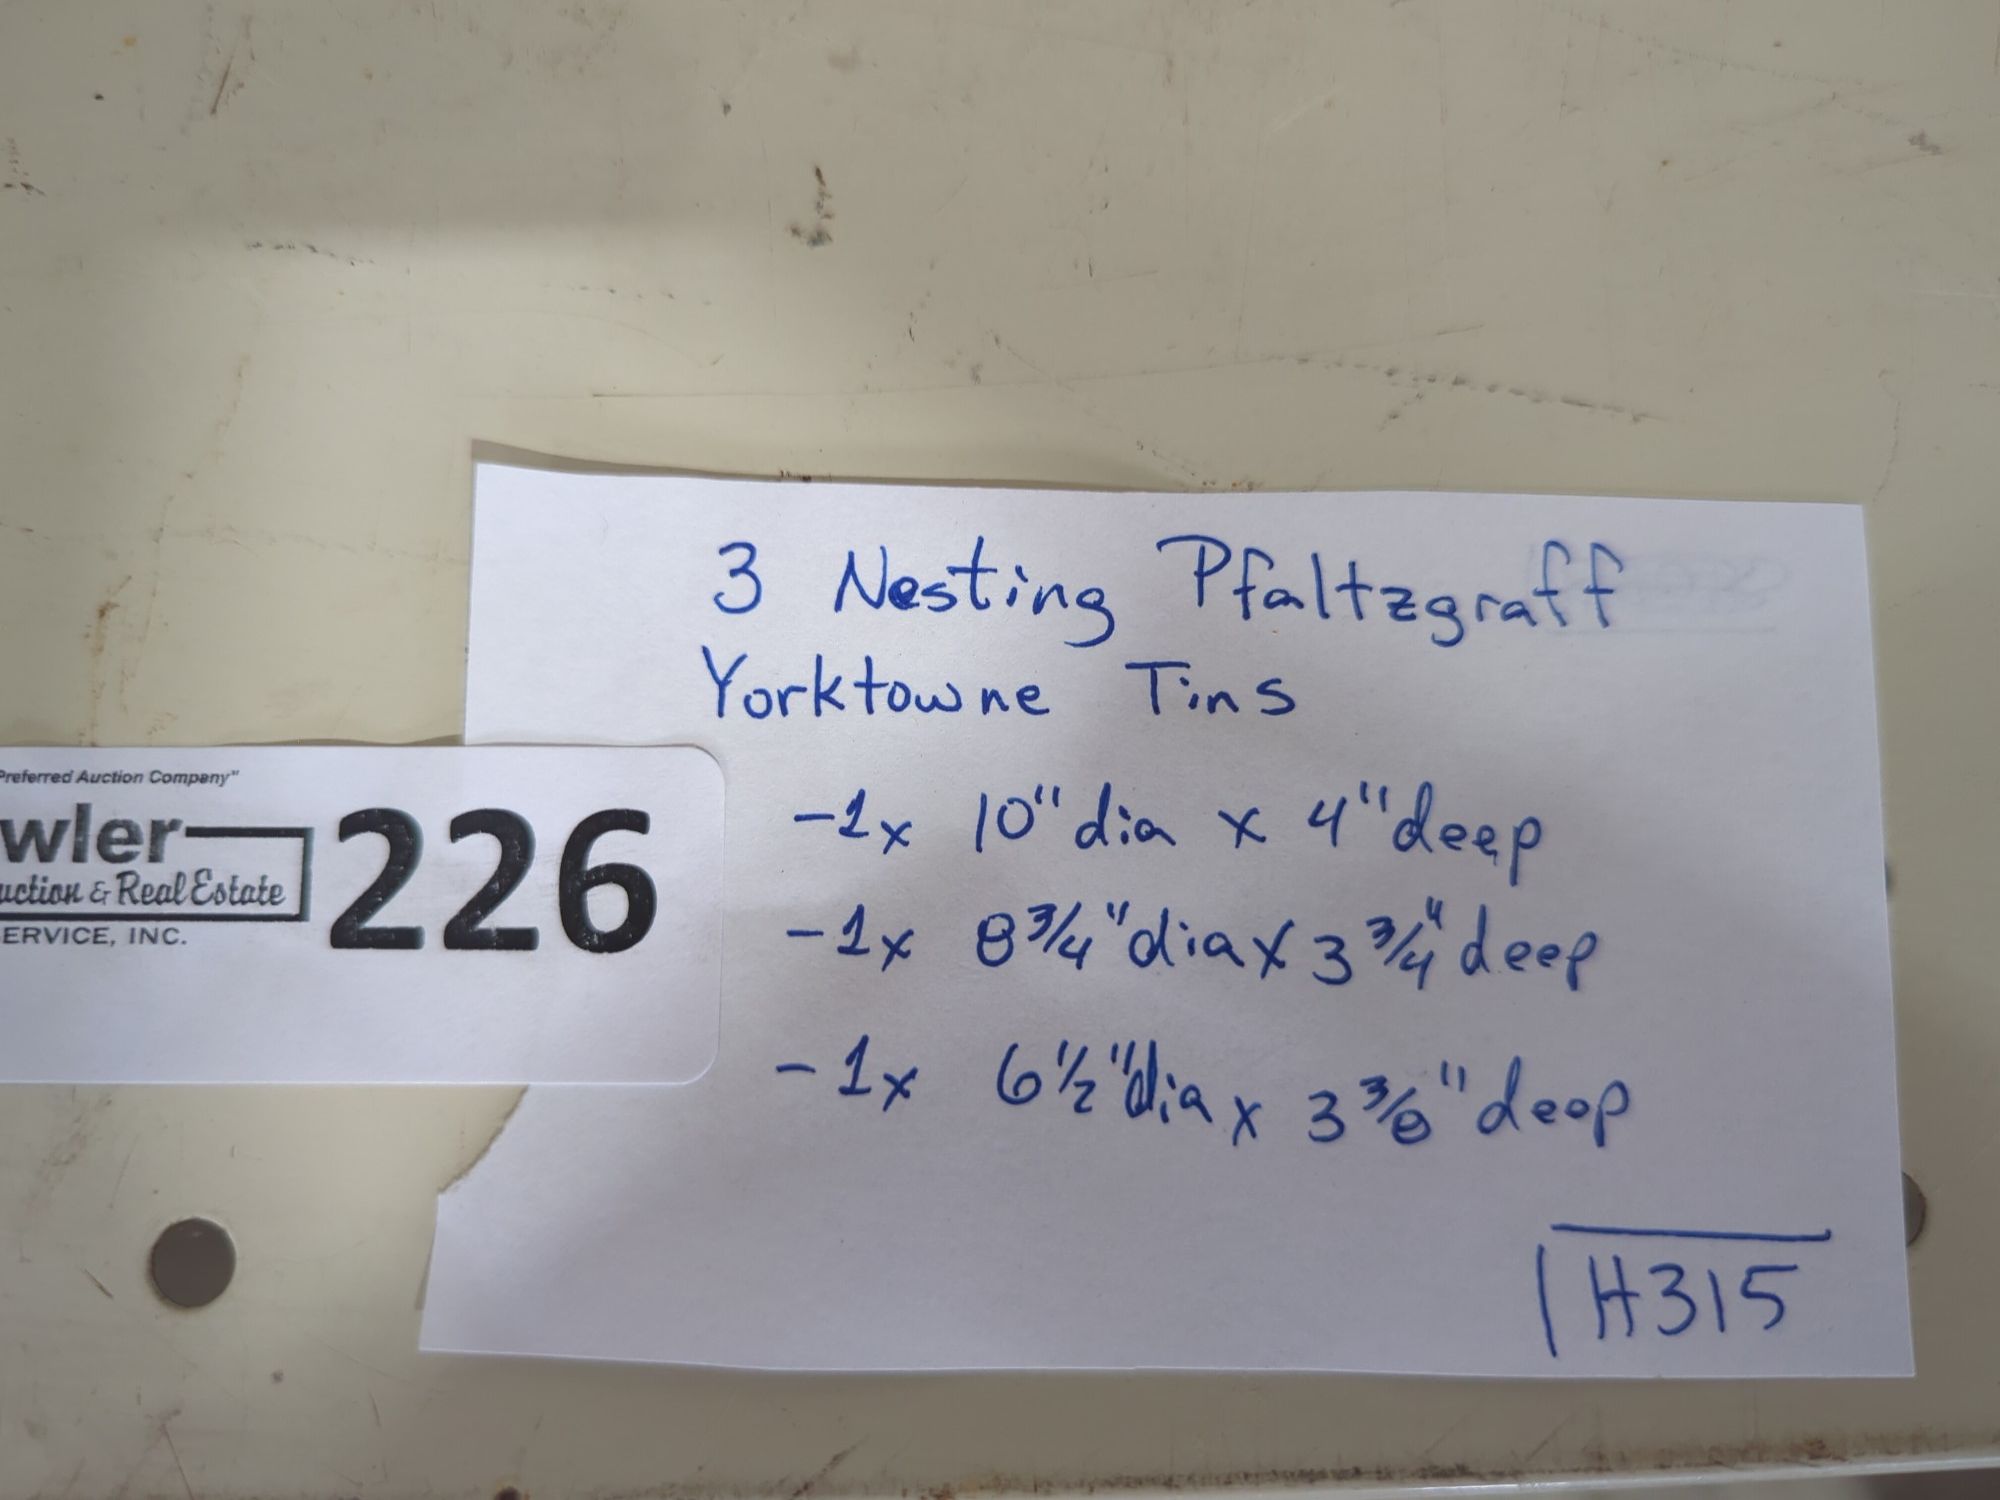 3 Nesting Pfaltzgraff
Yorktowne Tins
-1x 10" dia x 4" deep
-1x 8 3/4" dia x 3 3/4" deep
-1x 6 1/2" dia x 3 3/8" deep
H315
Preferred Auction Company"
wler
uction & Real Estate
ERVICE, INC.
226